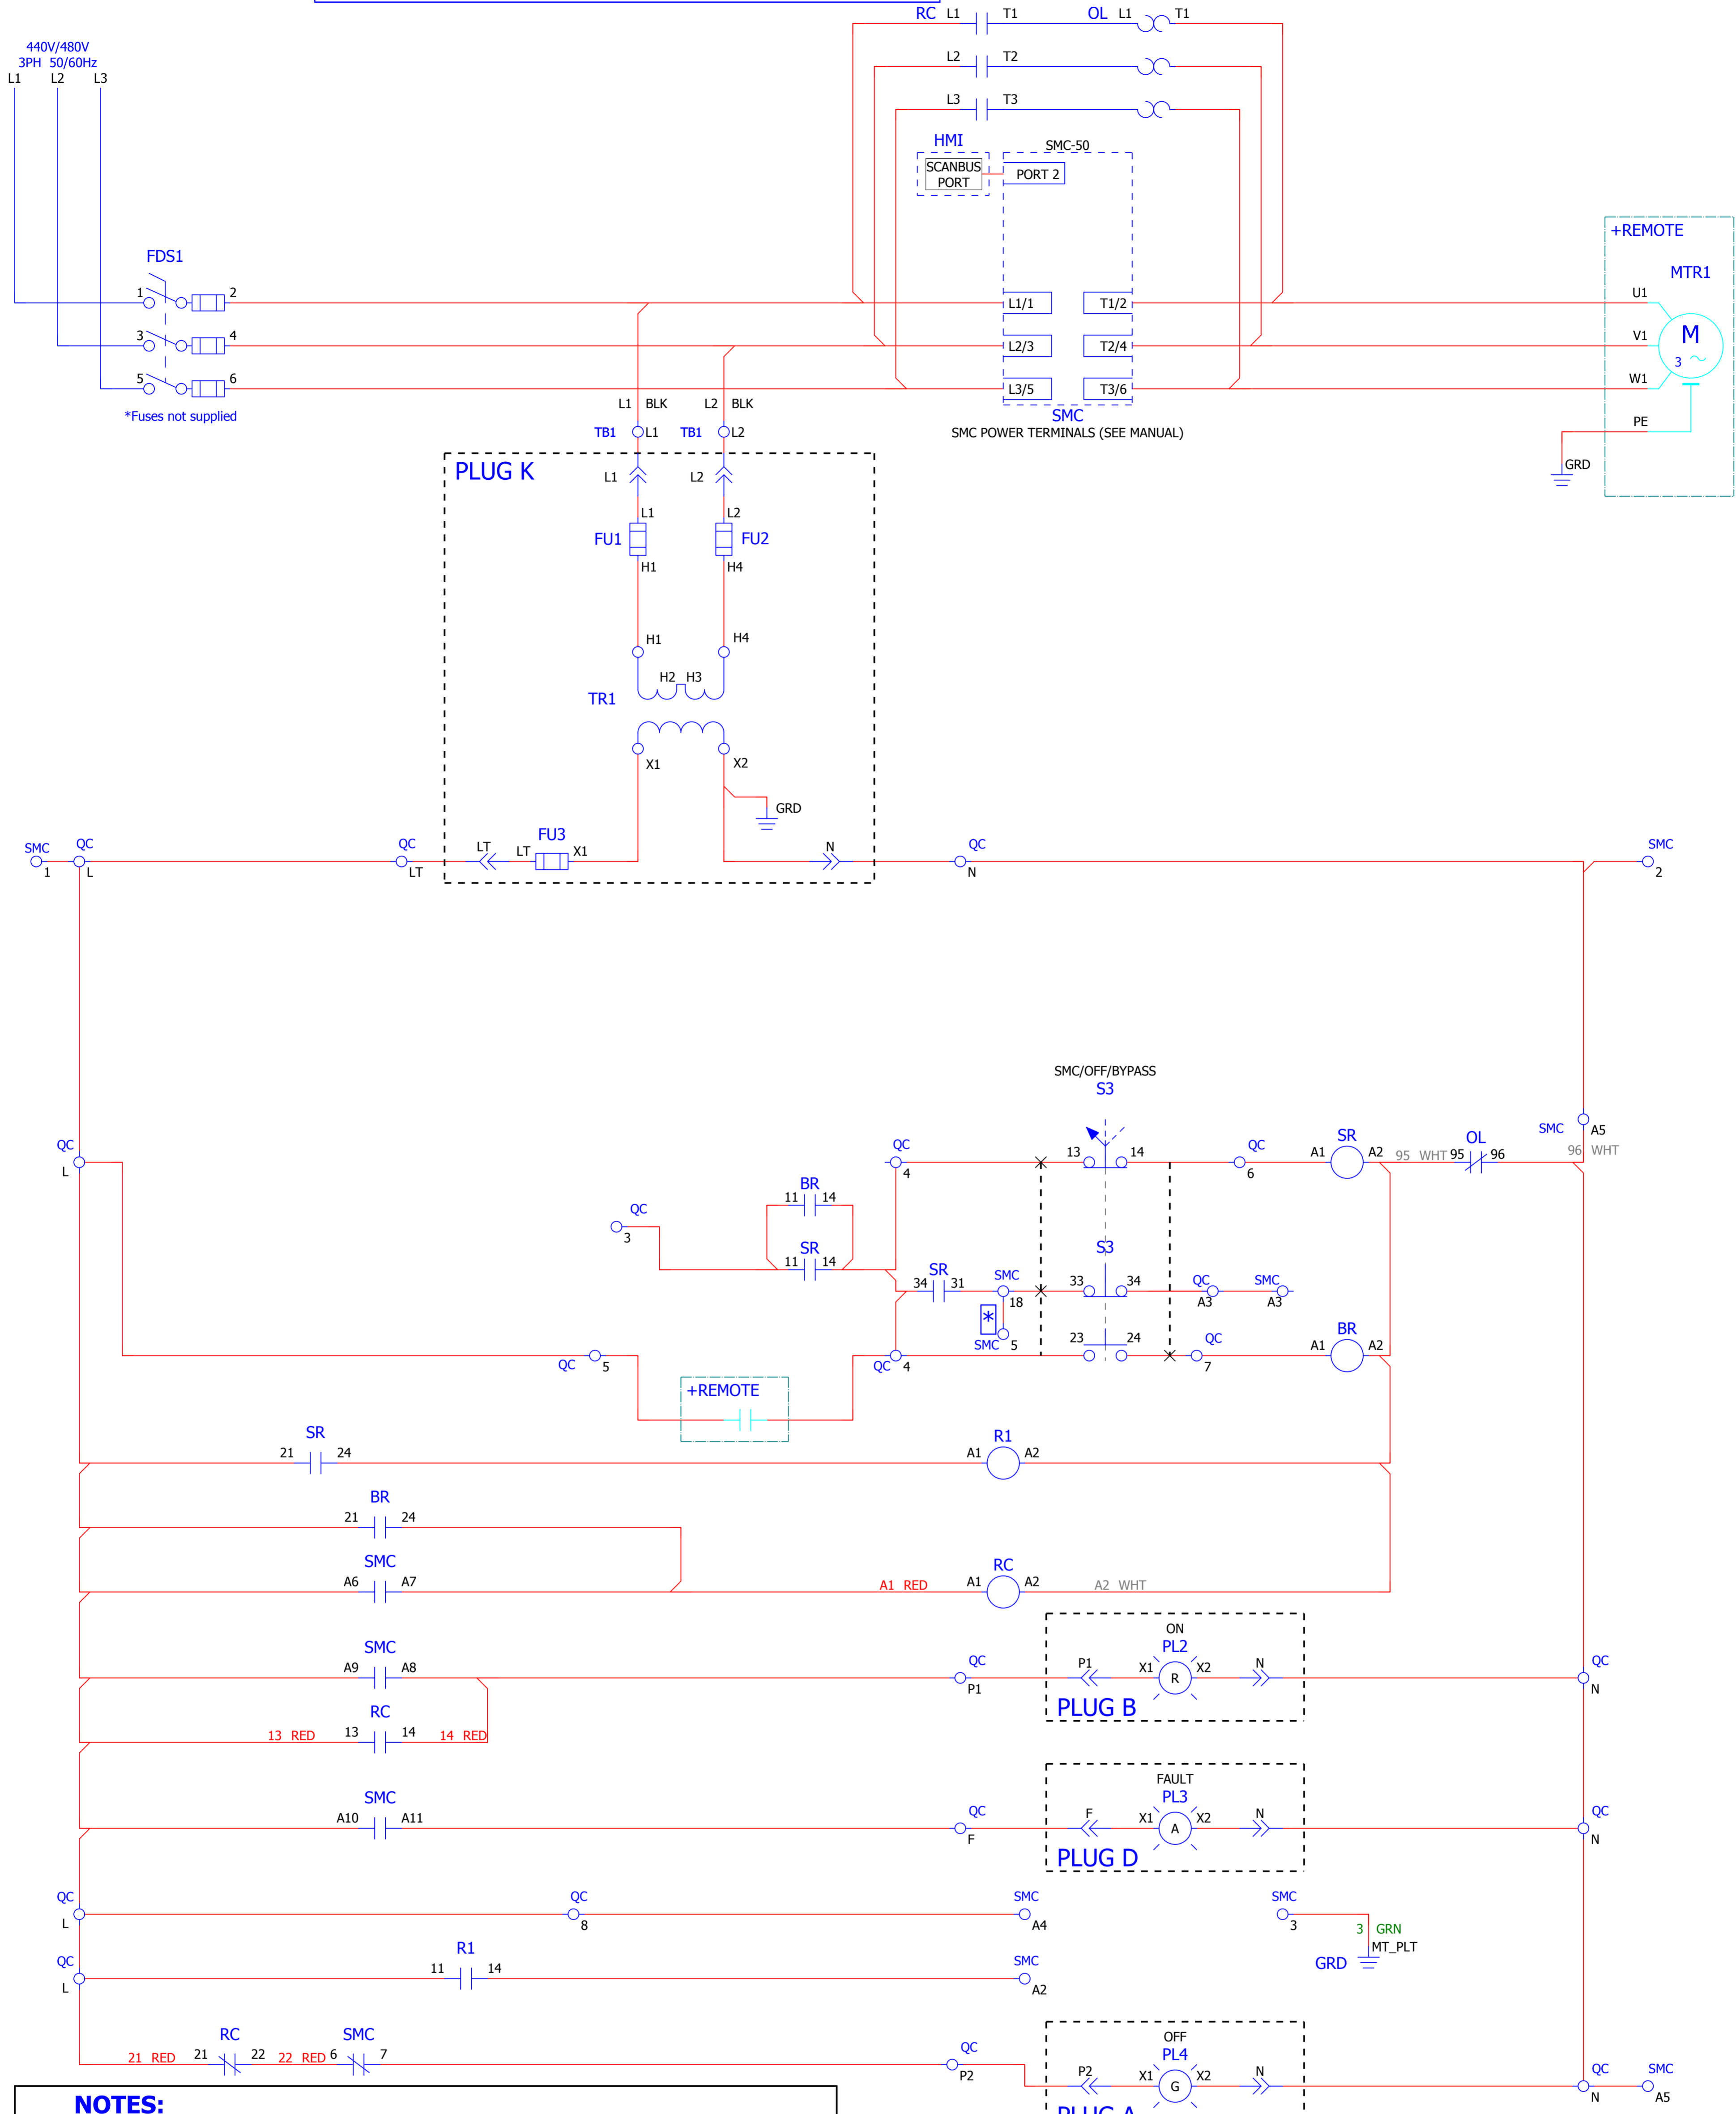 RC L1 T1 OL L1 T1
440V/480V
3PH 50/60Hz
L1 L2 L3
L2 T2
L3 T3
HMI
SMC-50
SCANBUS
PORT
PORT 2
+REMOTE
FDS1
MTR1
1 2 L1/1 T1/2 U1
3 4 L2/3 T2/4 V1 M
3
5 6 L3/5 T3/6 W1
*Fuses not supplied
L1 BLK L2 BLK
SMC
PE
TB1 L1 TB1 L2
SMC POWER TERMINALS (SEE MANUAL)
PLUG K
L1 L2
GRD
L1 L2
FU1 FU2
H1 H4
H1 H4
H2 H3
TR1
X1 X2
GRD
FU3
SMC QC QC LT LT X1 N QC SMC
1 L LT N 2
SMC/OFF/BYPASS
S3
SMC A5
QC QC 13 14 QC SR OL
L 4 6 A1 A2 95 WHT 95 96 96 WHT
BR
11 14
QC
3
SR S3
11 14
SR
34 31 SMC 33 34 QC SMC
18 A3 A3
*
SMC 5 23 24 QC BR
A1 A2
QC 5 QC 4 7
+REMOTE
SR R1
21 24 A1 A2
BR
21 24
SMC RC
A6 A7 A1 RED A1 A2 A2 WHT
ON
SMC PL2
A9 A8 QC P1 X1 R X2 N QC
P1 N
RC PLUG B
13 RED 13 14 14 RED
FAULT
SMC PL3
A10 A11 QC F X1 A X2 N QC
F N
PLUG D
QC QC SMC SMC
L 8 A4 3
3 GRN
MT_PLT
GRD
QC R1 SMC
L 11 14 A2
OFF
RC SMC QC PL4
21 RED 21 22 22 RED 6 7 P2 P2 X1 G X2 N QC SMC
N A5
NOTES:
PLUG A